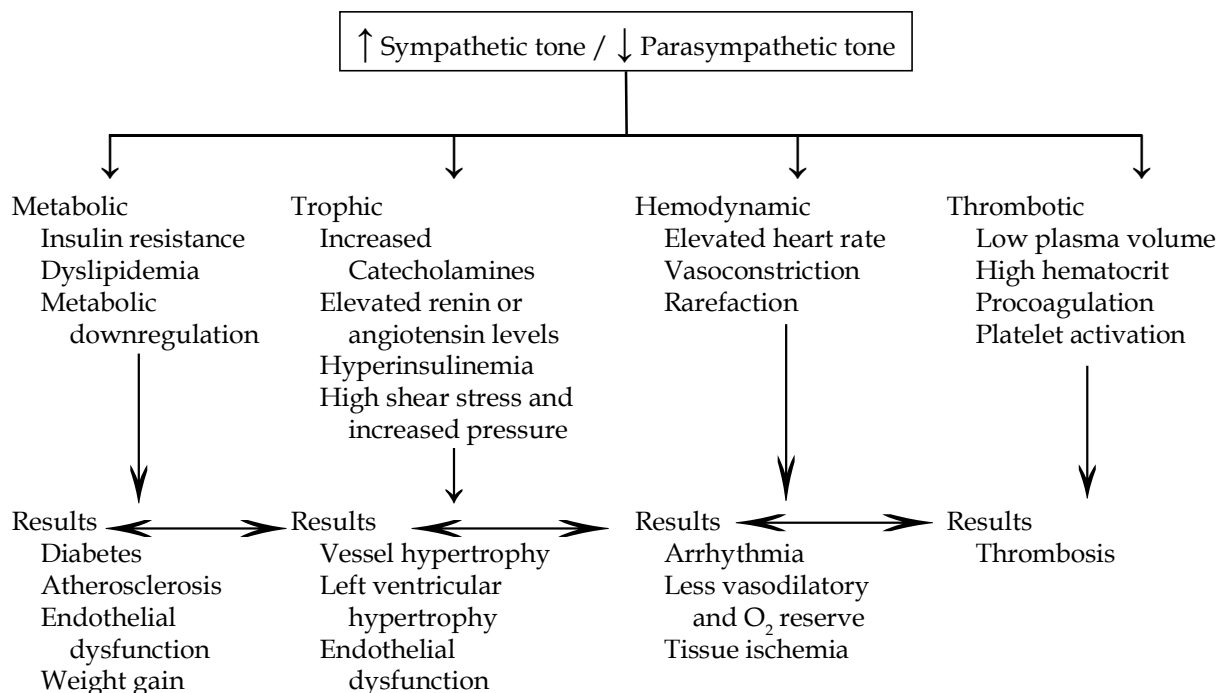 ↑ Sympathetic tone / ↓ Parasympathetic tone
Metabolic
Insulin resistance
Dyslipidemia
Metabolic
downregulation
Trophic
Increased
Catecholamines
Elevated renin or
angiotensin levels
Hyperinsulinemia
High shear stress and
increased pressure
Hemodynamic
Elevated heart rate
Vasoconstriction
Rarefaction
Thrombotic
Low plasma volume
High hematocrit
Procoagulation
Platelet activation
Results
Diabetes
Atherosclerosis
Endothelial
dysfunction
Weight gain
Results
Vessel hypertrophy
Left ventricular
hypertrophy
Endothelial
dysfunction
Results
Arrhythmia
Less vasodilatory
and O₂ reserve
Tissue ischemia
Results
Thrombosis